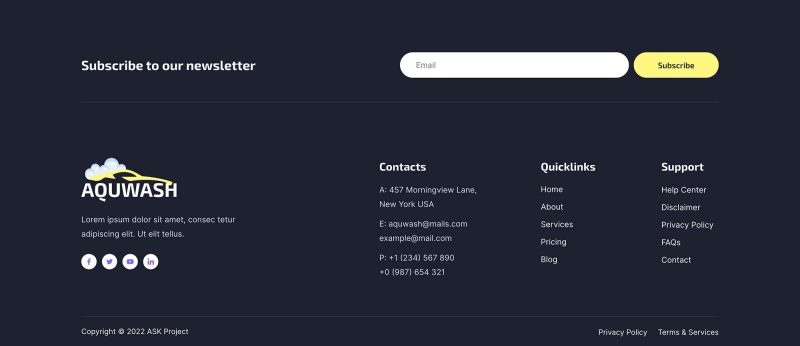 Subscribe to our newsletter
Email
Subscribe
AQUWASH
Lorem ipsum dolor sit amet, consec tetur
adipiscing elit. Ut elit tellus.
Contacts
A: 457 Morningview Lane,
New York USA
E: aquwash@mails.com
example@mail.com
P: +1 (234) 567 890
+0 (987) 654 321
Quicklinks
Home
About
Services
Pricing
Blog
Support
Help Center
Disclaimer
Privacy Policy
FAQs
Contact
Copyright © 2022 ASK Project
Privacy Policy
Terms & Services